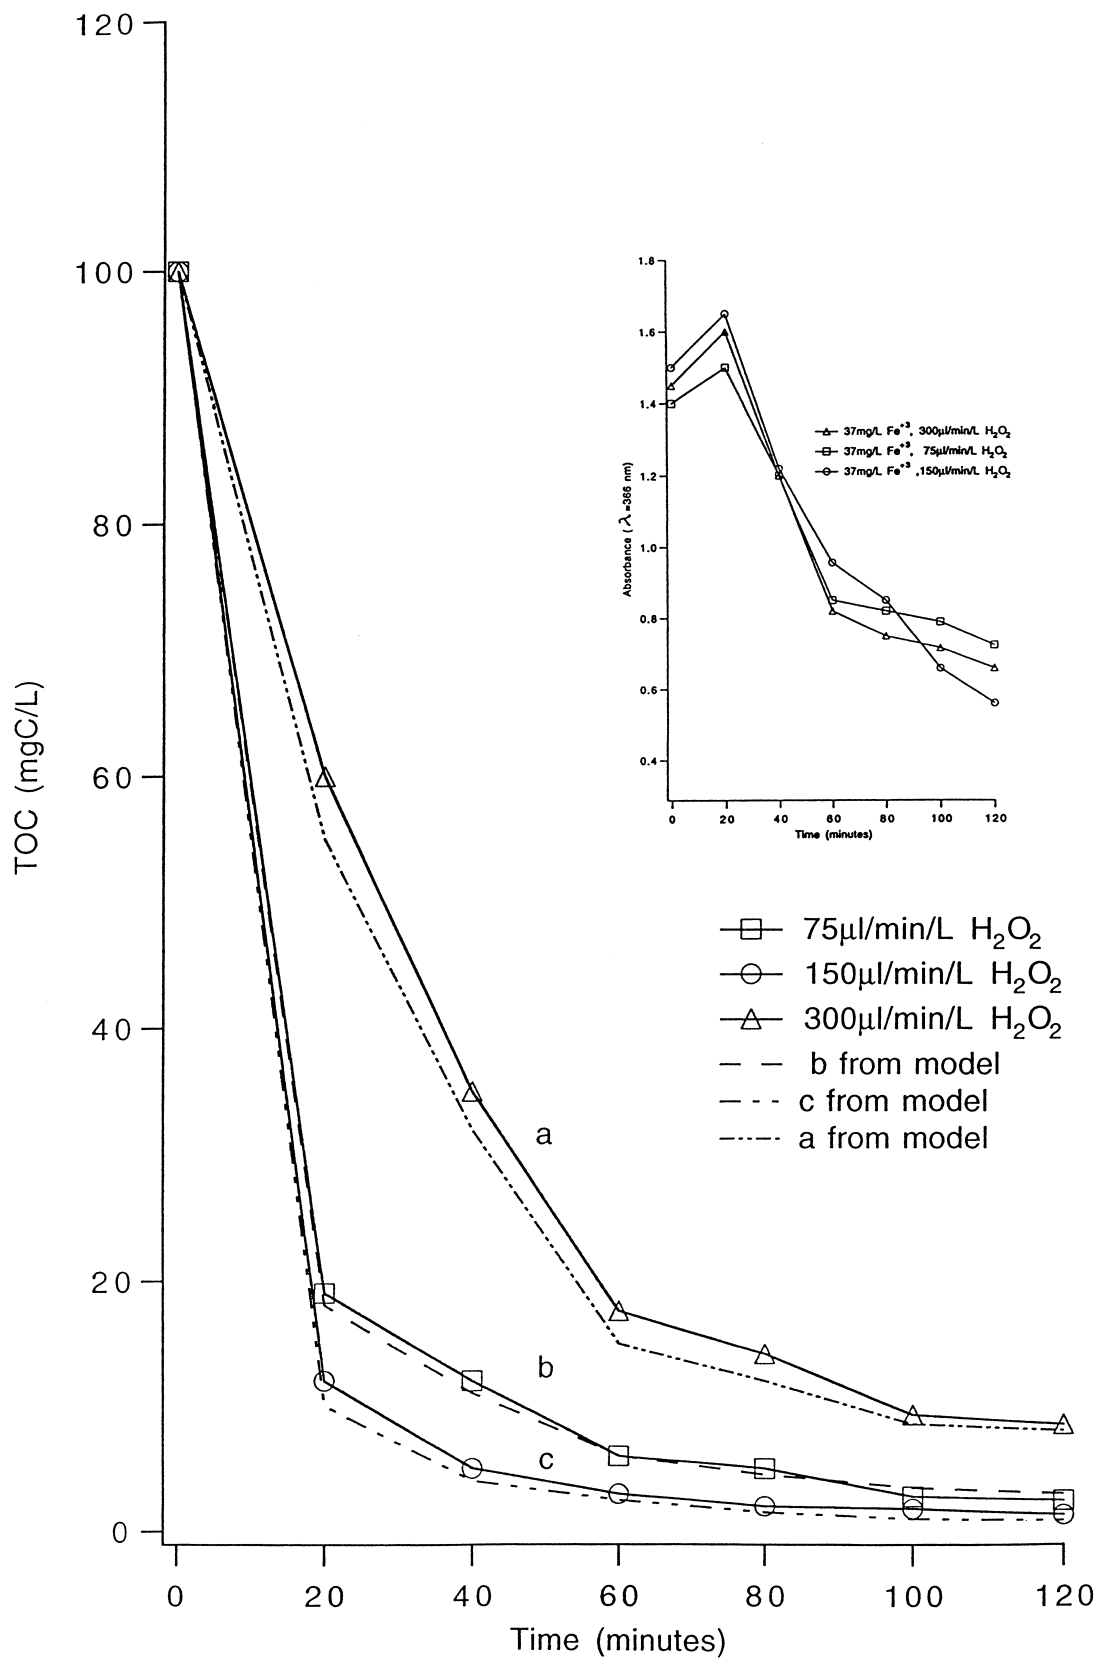 120
100
80
60
40
20
0
TOC (mgC/L)
0 20 40 60 80 100 120
Time (minutes)
1.8
1.6
1.4
1.2
1.0
0.8
0.6
0.4
Absorbance (λ=366 nm)
0 20 40 60 80 100 120
Time (minutes)
37mg/L Fe⁺³, 300µl/min/L H₂O₂
37mg/L Fe⁺³, 75µl/min/L H₂O₂
37mg/L Fe⁺³ ,150µl/min/L H₂O₂
75µl/min/L H₂O₂
150µl/min/L H₂O₂
300µl/min/L H₂O₂
b from model
c from model
a from model
a
b
c